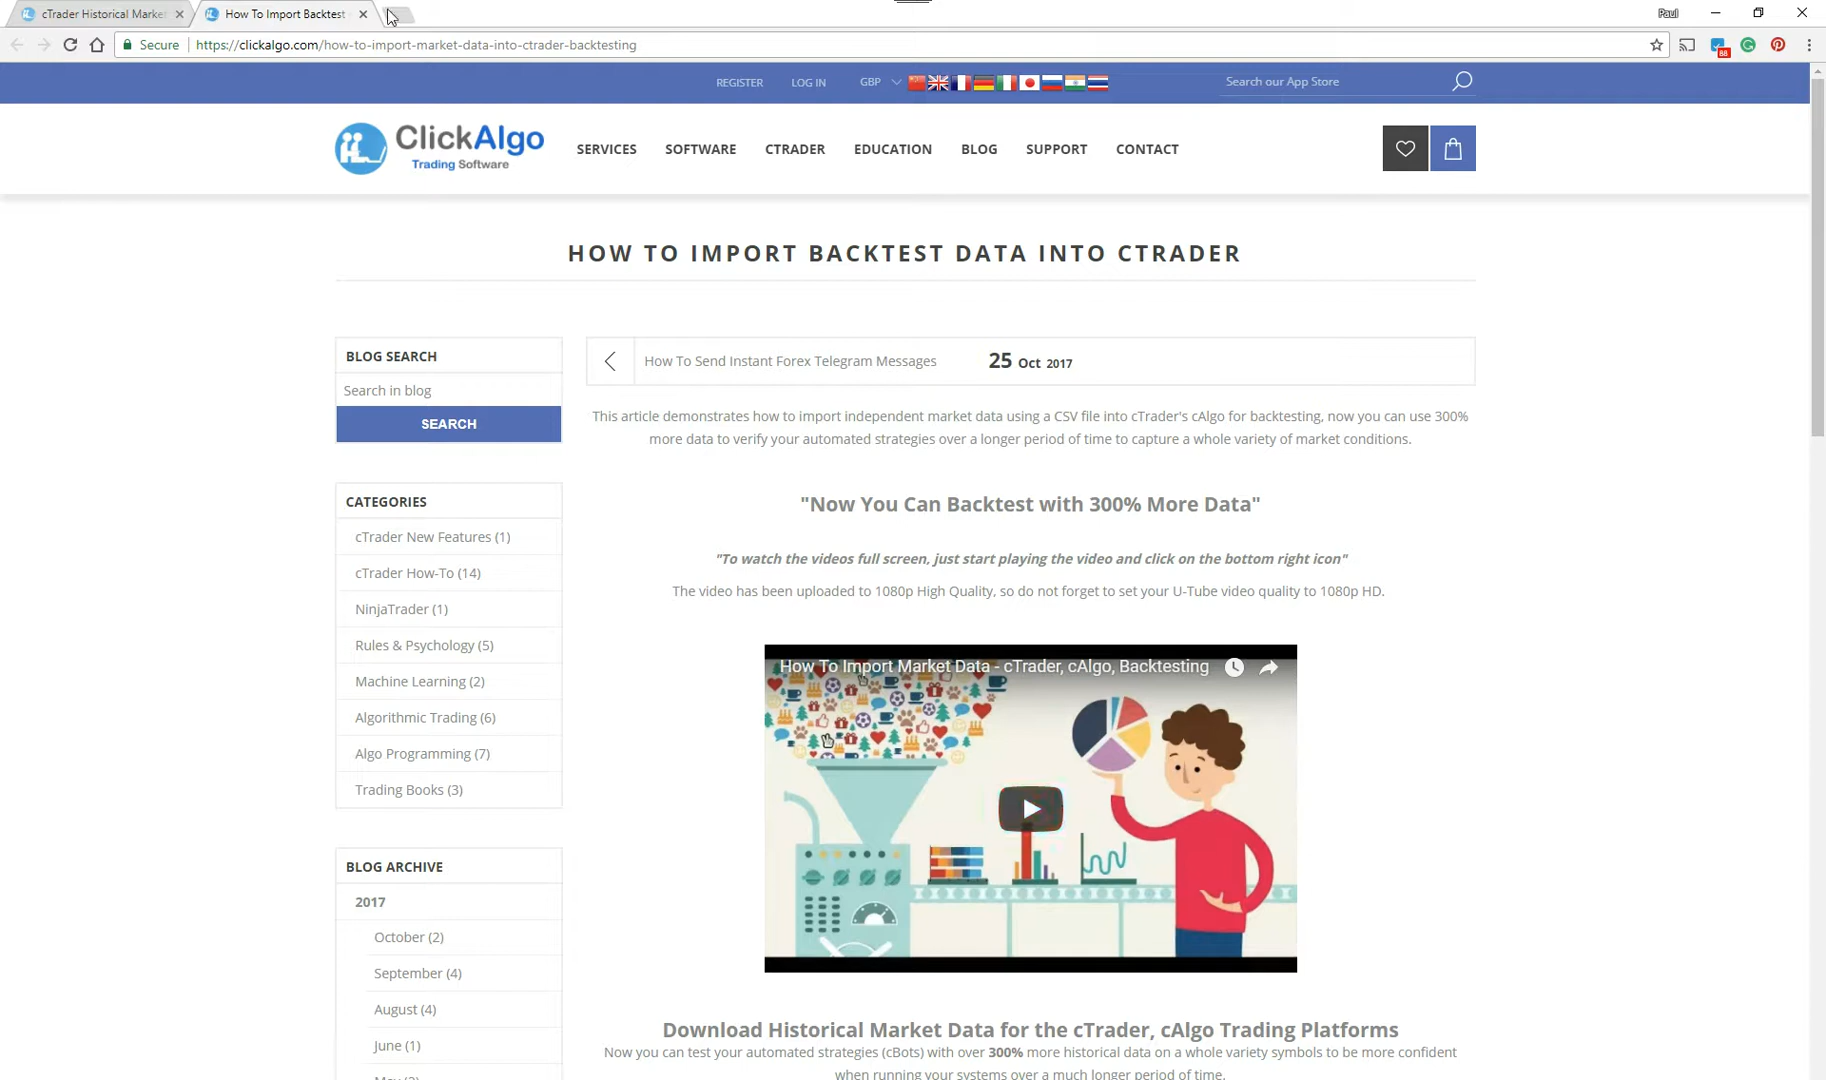 cTrader Historical Market
How To Import Backtest
Paul
Secure
https://clickalgo.com/how-to-import-market-data-into-ctrader-backtesting
88
REGISTER
LOG IN
GBP
Search our App Store
ClickAlgo
Trading Software
SERVICES
SOFTWARE
CTRADER
EDUCATION
BLOG
SUPPORT
CONTACT
HOW TO IMPORT BACKTEST DATA INTO CTRADER
BLOG SEARCH
Search in blog
SEARCH
CATEGORIES
cTrader New Features (1)
cTrader How-To (14)
NinjaTrader (1)
Rules & Psychology (5)
Machine Learning (2)
Algorithmic Trading (6)
Algo Programming (7)
Trading Books (3)
BLOG ARCHIVE
2017
October (2)
September (4)
August (4)
June (1)
How To Send Instant Forex Telegram Messages
25 Oct 2017
This article demonstrates how to import independent market data using a CSV file into cTrader's cAlgo for backtesting, now you can use 300%
more data to verify your automated strategies over a longer period of time to capture a whole variety of market conditions.
"Now You Can Backtest with 300% More Data"
"To watch the videos full screen, just start playing the video and click on the bottom right icon"
The video has been uploaded to 1080p High Quality, so do not forget to set your U-Tube video quality to 1080p HD.
How To Import Market Data - cTrader, cAlgo, Backtesting
Download Historical Market Data for the cTrader, cAlgo Trading Platforms
Now you can test your automated strategies (cBots) with over 300% more historical data on a whole variety symbols to be more confident
when running your systems over a much longer period of time.